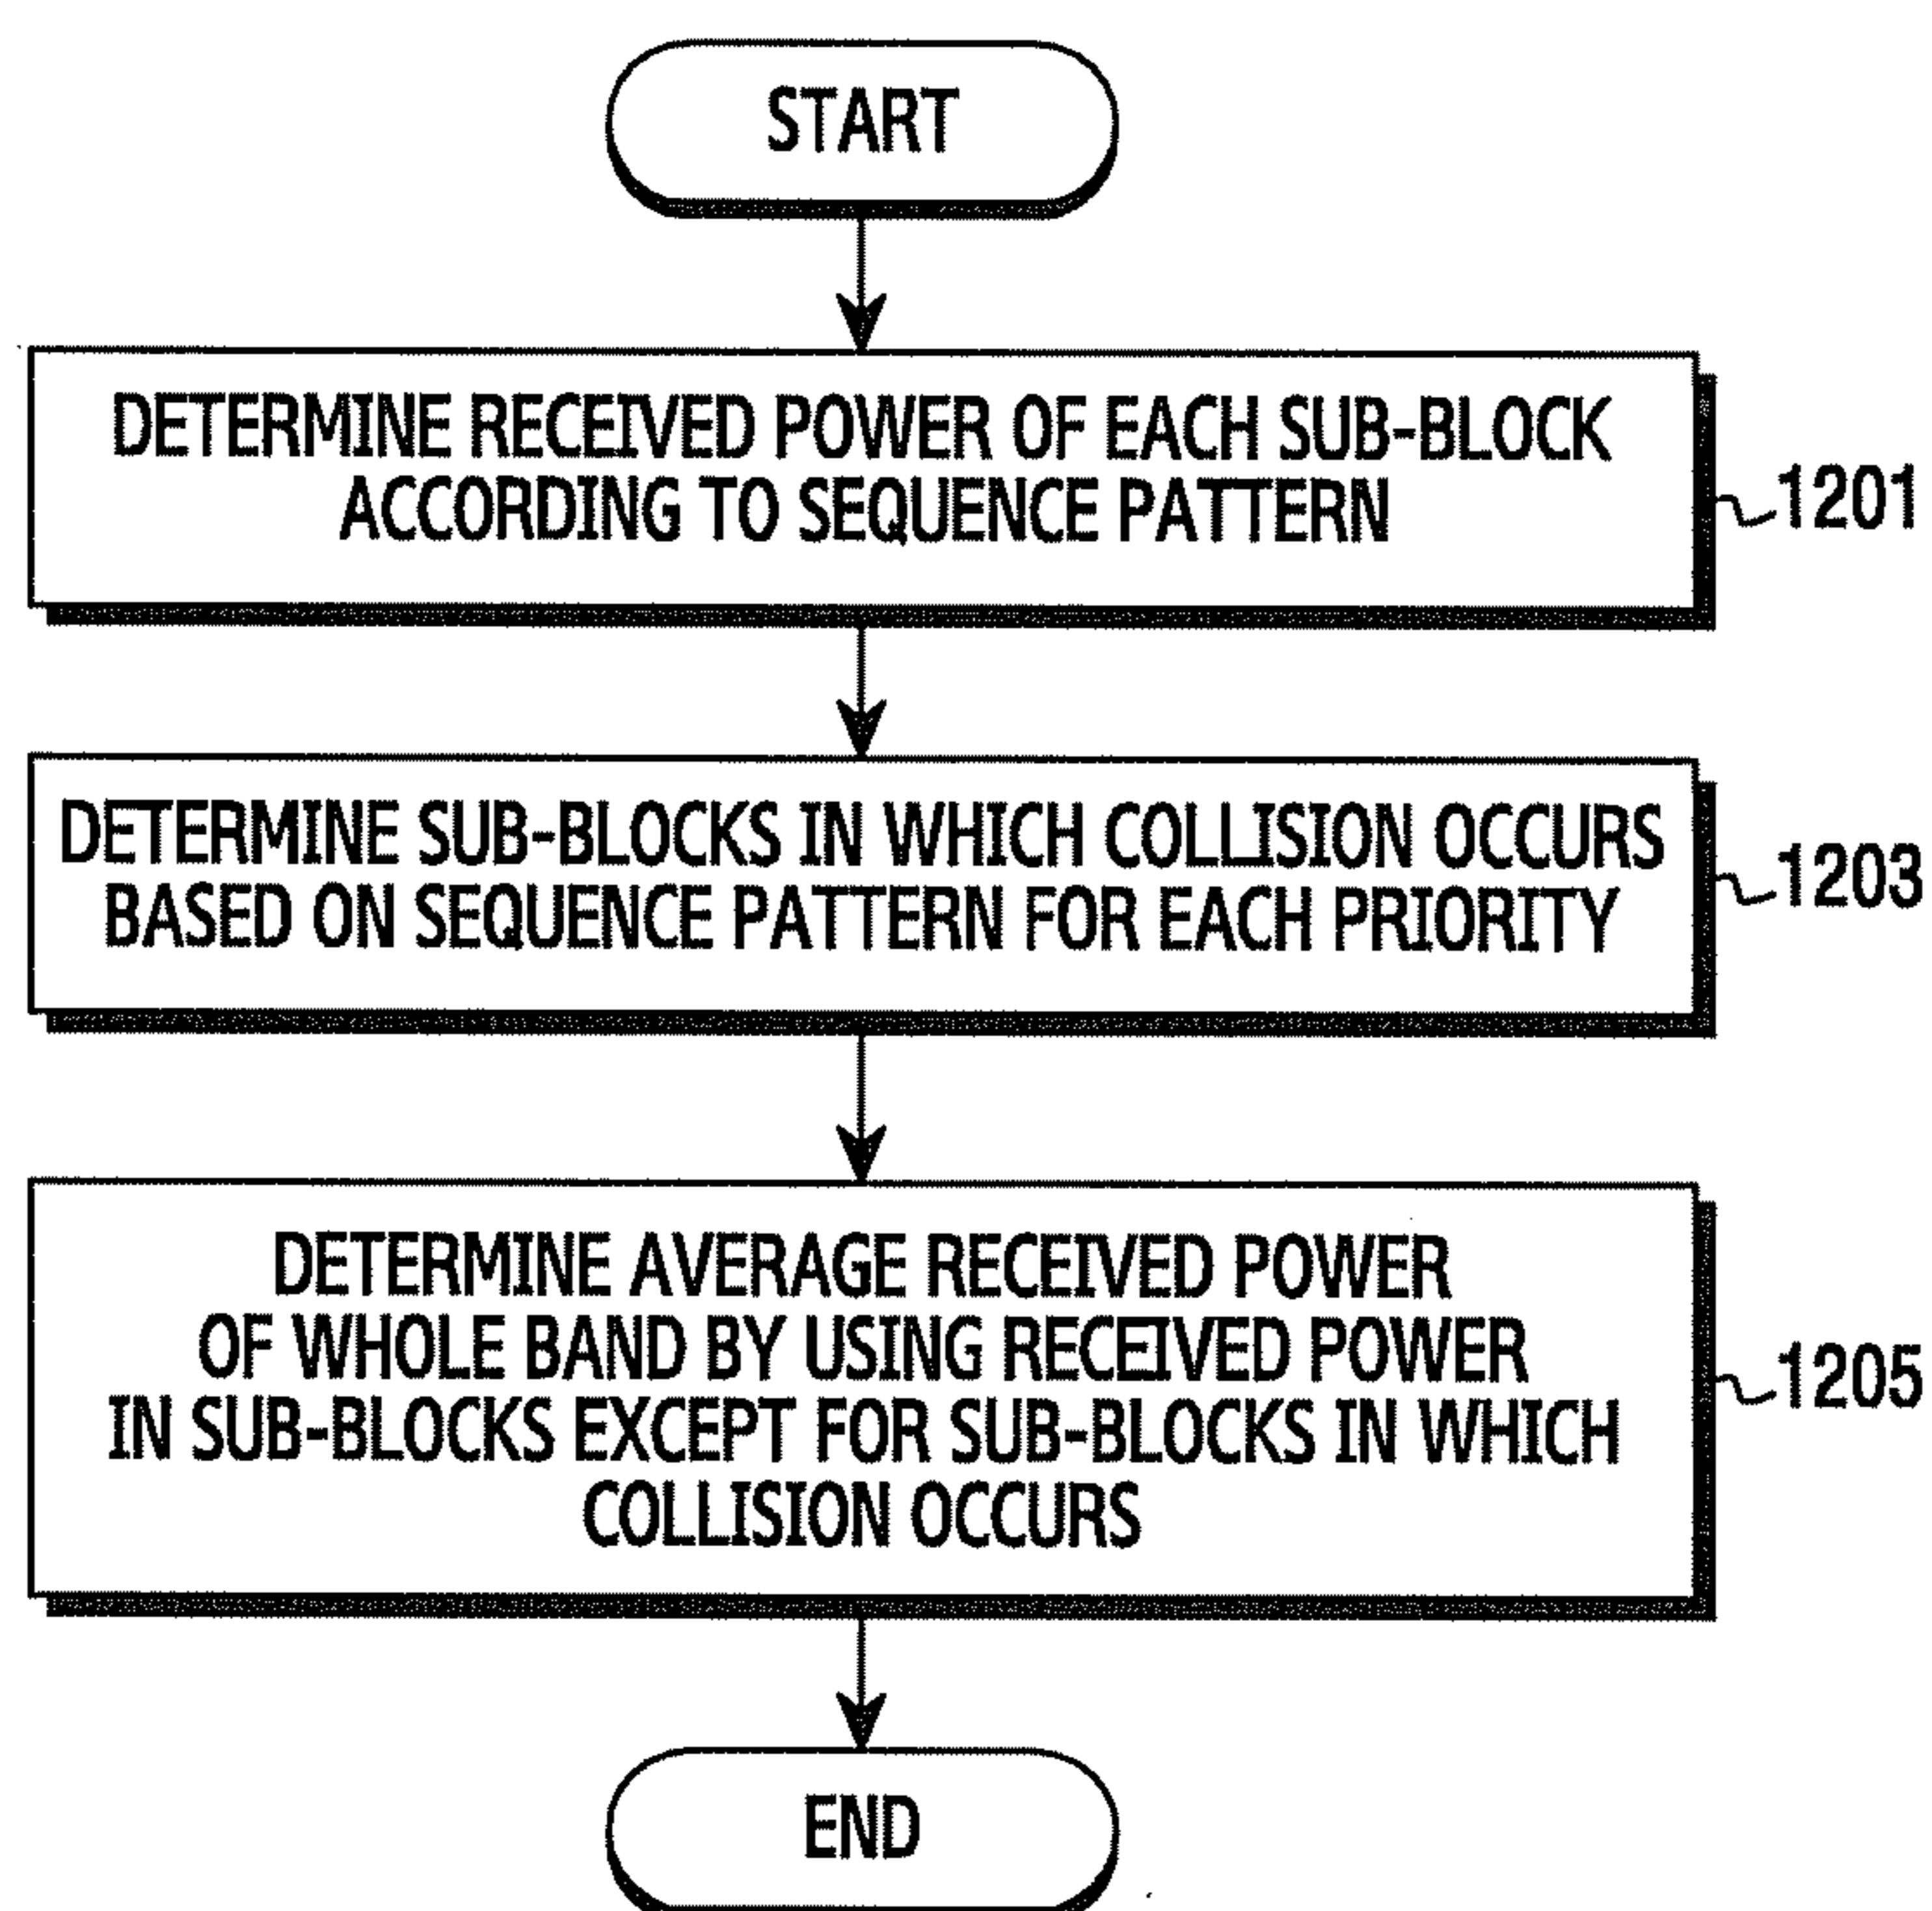 START
DETERMINE RECEIVED POWER OF EACH SUB-BLOCK
ACCORDING TO SEQUENCE PATTERN
1201
DETERMINE SUB-BLOCKS IN WHICH COLLISION OCCURS
BASED ON SEQUENCE PATTERN FOR EACH PRIORITY
1203
DETERMINE AVERAGE RECEIVED POWER
OF WHOLE BAND BY USING RECEIVED POWER
IN SUB-BLOCKS EXCEPT FOR SUB-BLOCKS IN WHICH
COLLISION OCCURS
1205
END